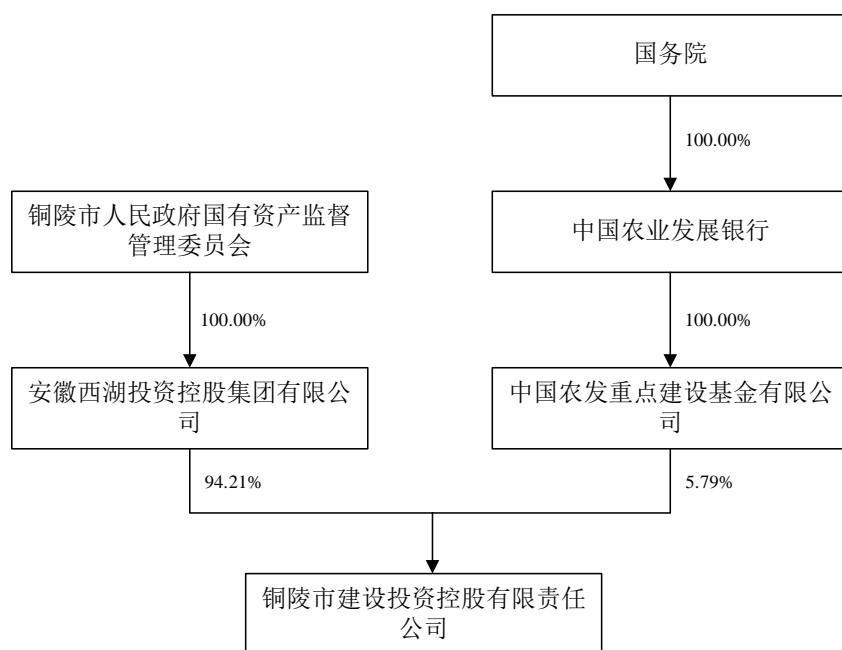 国务院
100.00%
铜陵市人民政府国有资产监督
管理委员会
中国农业发展银行
100.00%
100.00%
安徽西湖投资控股集团有限公
司
中国农发重点建设基金有限公
司
94.21%
5.79%
铜陵市建设投资控股有限责任
公司